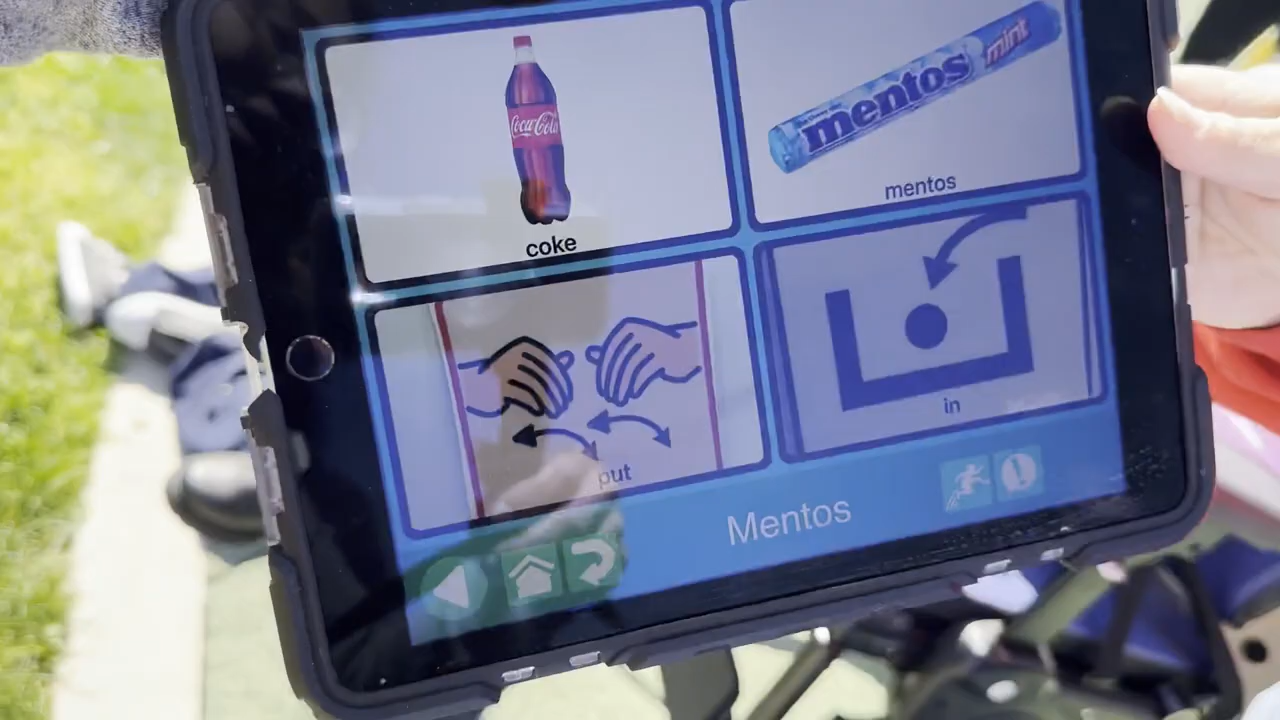 Coca-Cola
coke
mentos
mint
mentos
put
in
Mentos